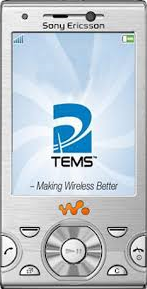 Sony Ericsson
TEMS™
– Making Wireless Better
C